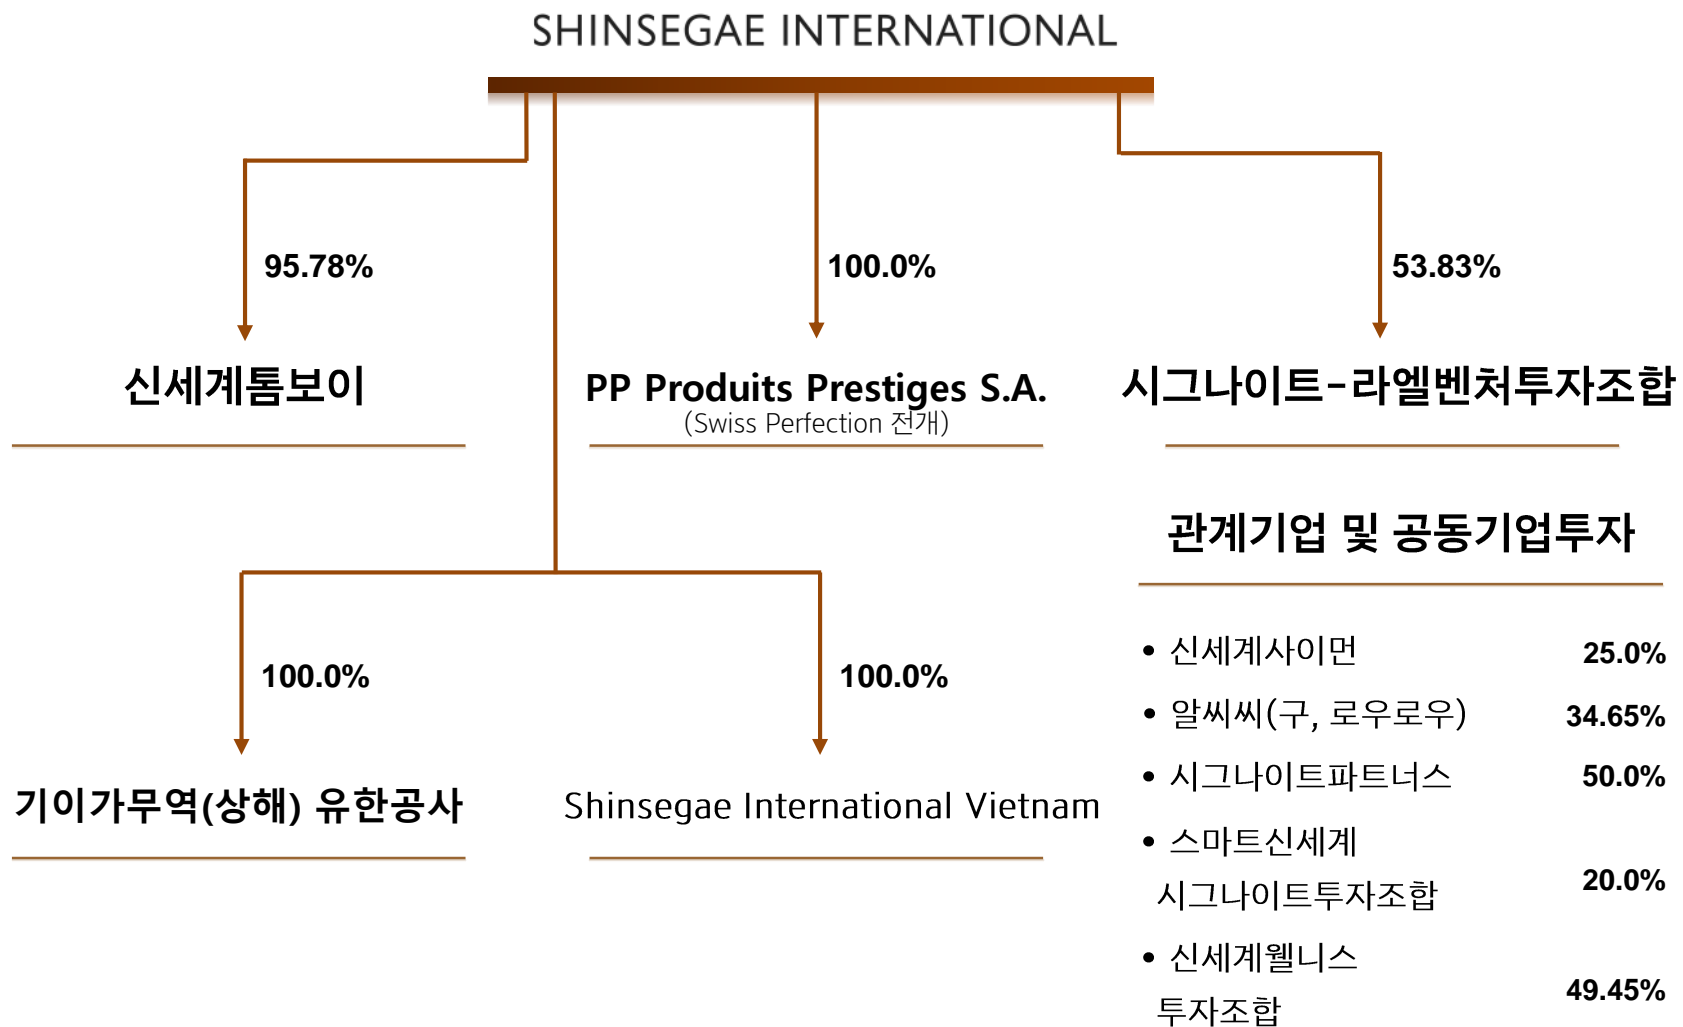 SHINSEGAE INTERNATIONAL
95.78%
100.0%
53.83%
신세계톰보이
PP Produits Prestiges S.A.
(Swiss Perfection 전개)
시그나이트-라엘벤처투자조합
100.0%
100.0%
기이가무역(상해) 유한공사
Shinsegae International Vietnam
관계기업 및 공동기업투자
• 신세계사이먼 25.0%
• 알씨씨(구, 로우로우) 34.65%
• 시그나이트파트너스 50.0%
• 스마트신세계
시그나이트투자조합 20.0%
• 신세계웰니스
투자조합 49.45%